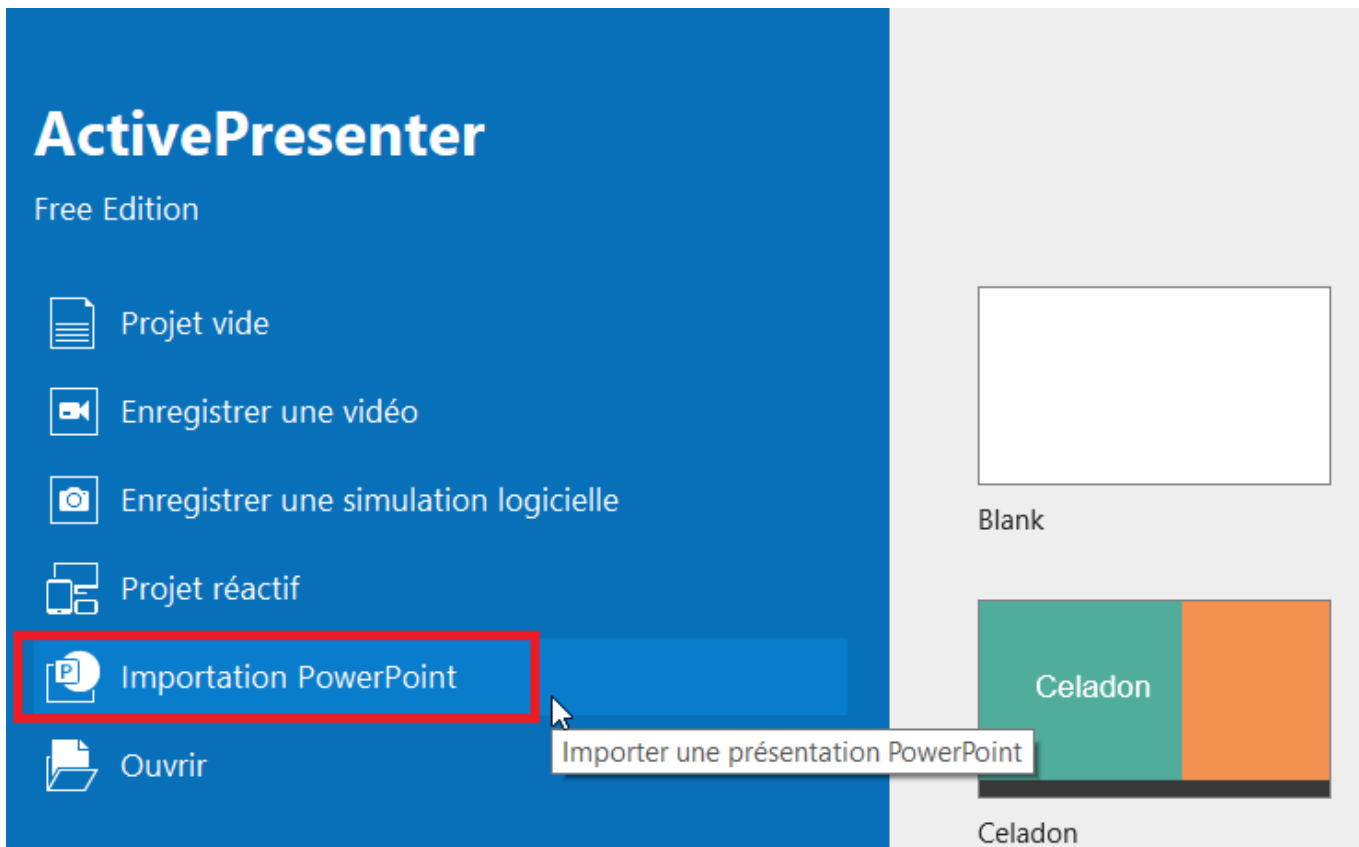 ActivePresenter
Free Edition
Projet vide
Enregistrer une vidéo
Enregistrer une simulation logicielle
Projet réactif
Importation PowerPoint
Importer une présentation PowerPoint
Ouvrir
Blank
Celadon
Celadon